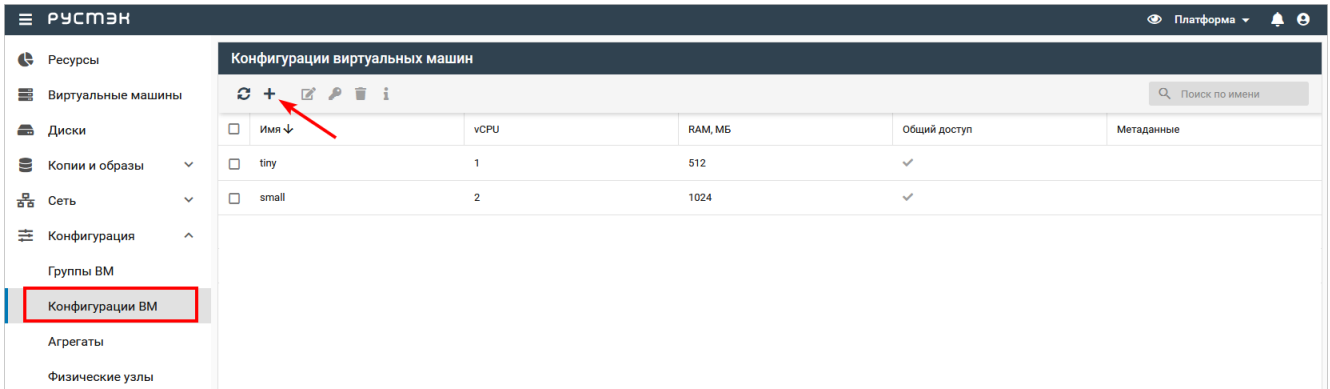 РУСТЭК
Платформа
Ресурсы
Виртуальные машины
Диски
Копии и образы
Сеть
Конфигурация
Группы ВМ
Конфигурации ВМ
Агрегаты
Физические узлы
Конфигурации виртуальных машин
Поиск по имени
Имя vCPU RAM, МБ Общий доступ Метаданные
tiny 1 512
small 2 1024